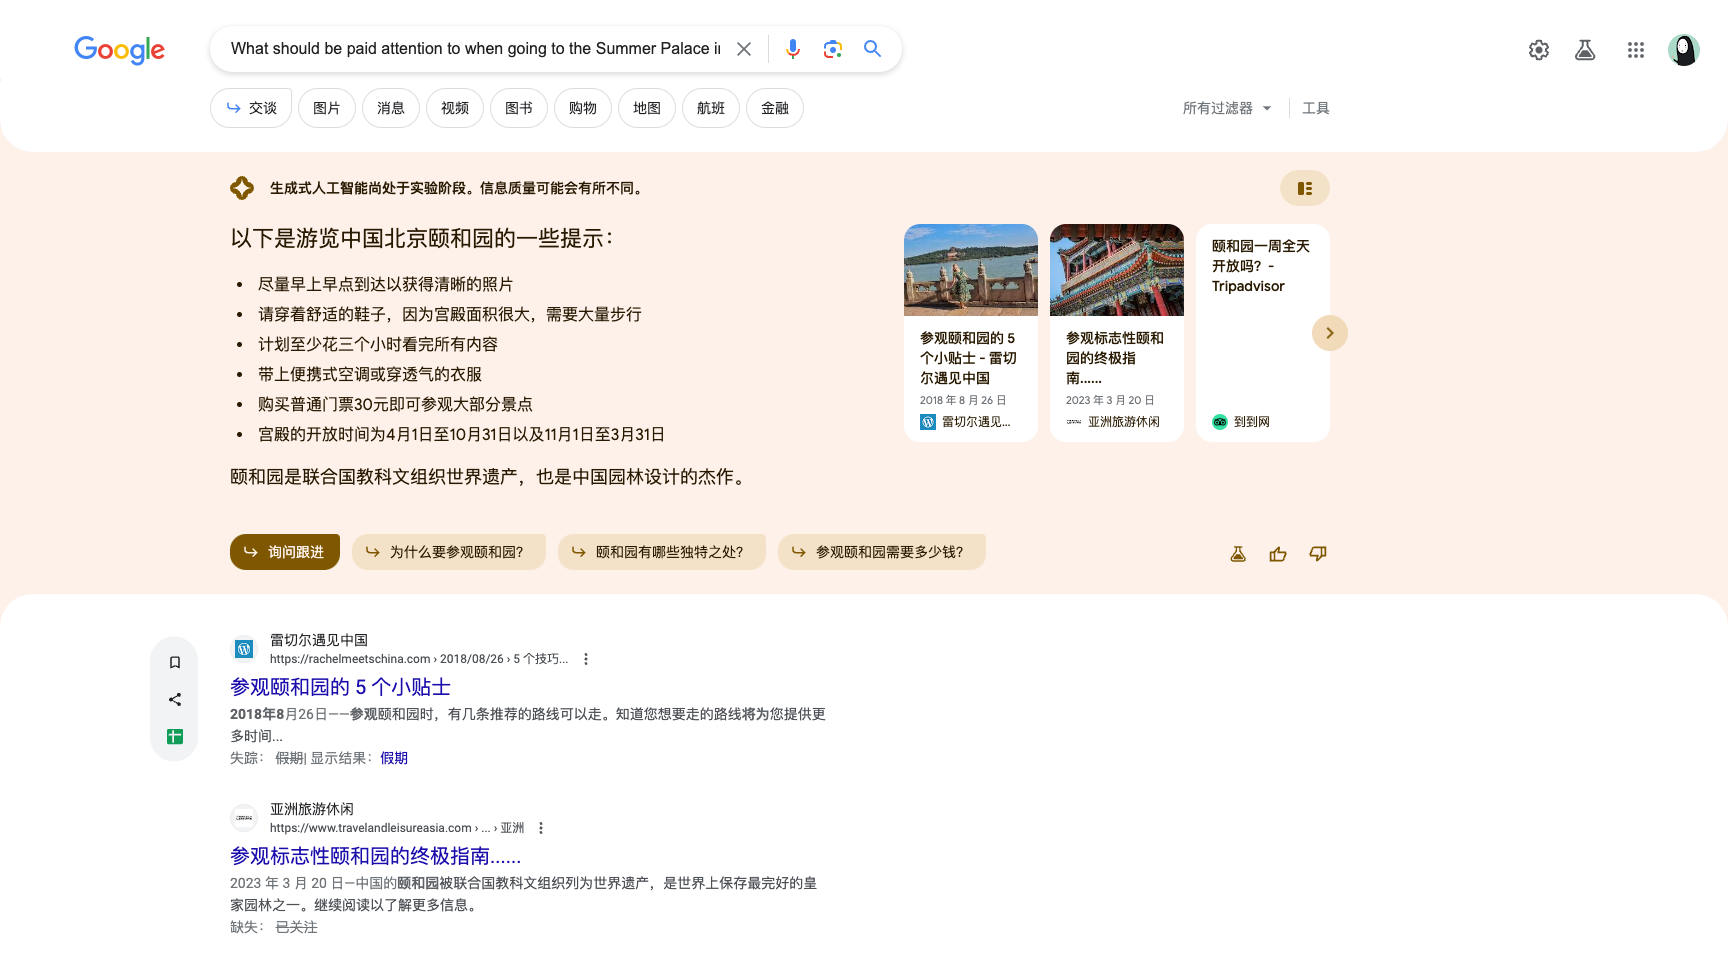 Google
What should be paid attention to when going to the Summer Palace in
交谈
图片
消息
视频
图书
购物
地图
航班
金融
所有过滤器
工具
生成式人工智能尚处于实验阶段。信息质量可能会有所不同。
以下是游览中国北京颐和园的一些提示：
尽量早上早点到达以获得清晰的照片
请穿着舒适的鞋子，因为宫殿面积很大，需要大量步行
计划至少花三个小时看完所有内容
带上便携式空调或穿透气的衣服
购买普通门票30元即可参观大部分景点
宫殿的开放时间为4月1日至10月31日以及11月1日至3月31日
颐和园是联合国教科文组织世界遗产，也是中国园林设计的杰作。
参观颐和园的 5
个小贴士 - 雷切
尔遇见中国
2018 年 8 月 26 日
雷切尔遇见...
参观标志性颐和
园的终极指
南......
2023 年 3 月 20 日
亚洲旅游休闲
颐和园一周全天
开放吗？ -
Tripadvisor
到到网
询问跟进
为什么要参观颐和园？
颐和园有哪些独特之处？
参观颐和园需要多少钱？
雷切尔遇见中国
https://rachelmeetschina.com › 2018/08/26 › 5 个技巧...
参观颐和园的 5 个小贴士
2018年8月26日——参观颐和园时，有几条推荐的路线可以走。知道您想要走的路线将为您提供更
多时间...
失踪： 假期| 显示结果：假期
亚洲旅游休闲
https://www.travelandleisureasia.com › ... › 亚洲
参观标志性颐和园的终极指南......
2023 年 3 月 20 日—中国的颐和园被联合国教科文组织列为世界遗产，是世界上保存最完好的皇
家园林之一。继续阅读以了解更多信息。
缺失： 已关注